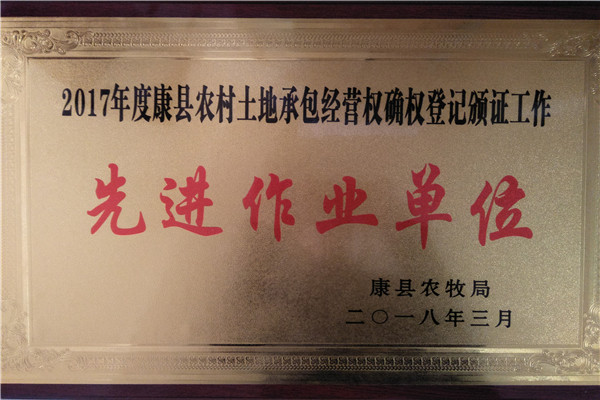 2017年度康县农村土地承包经营权确权登记颁证工作
先进作业单位
康县农牧局
二〇一八年三月